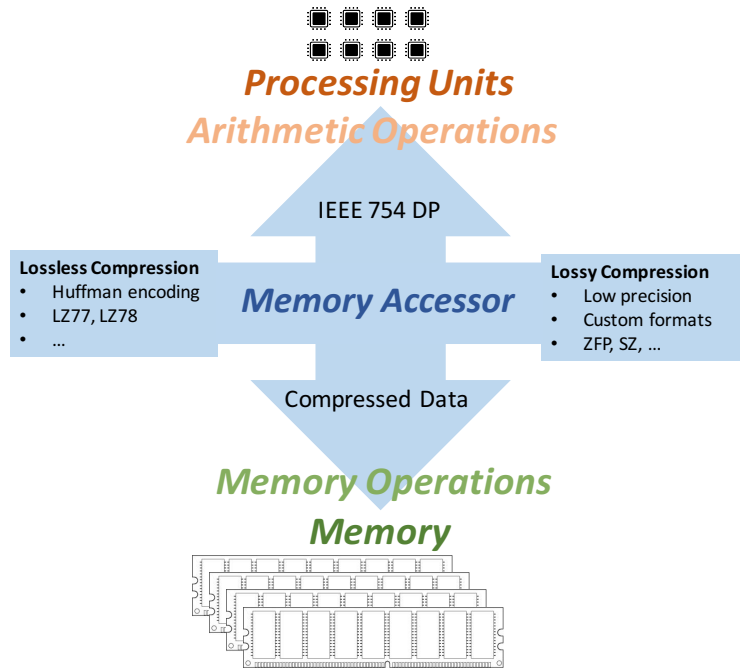 Processing Units
Arithmetic Operations
IEEE 754 DP
Lossless Compression
• Huffman encoding
• LZ77, LZ78
• ...
Memory Accessor
Lossy Compression
• Low precision
• Custom formats
• ZFP, SZ, ...
Compressed Data
Memory Operations
Memory